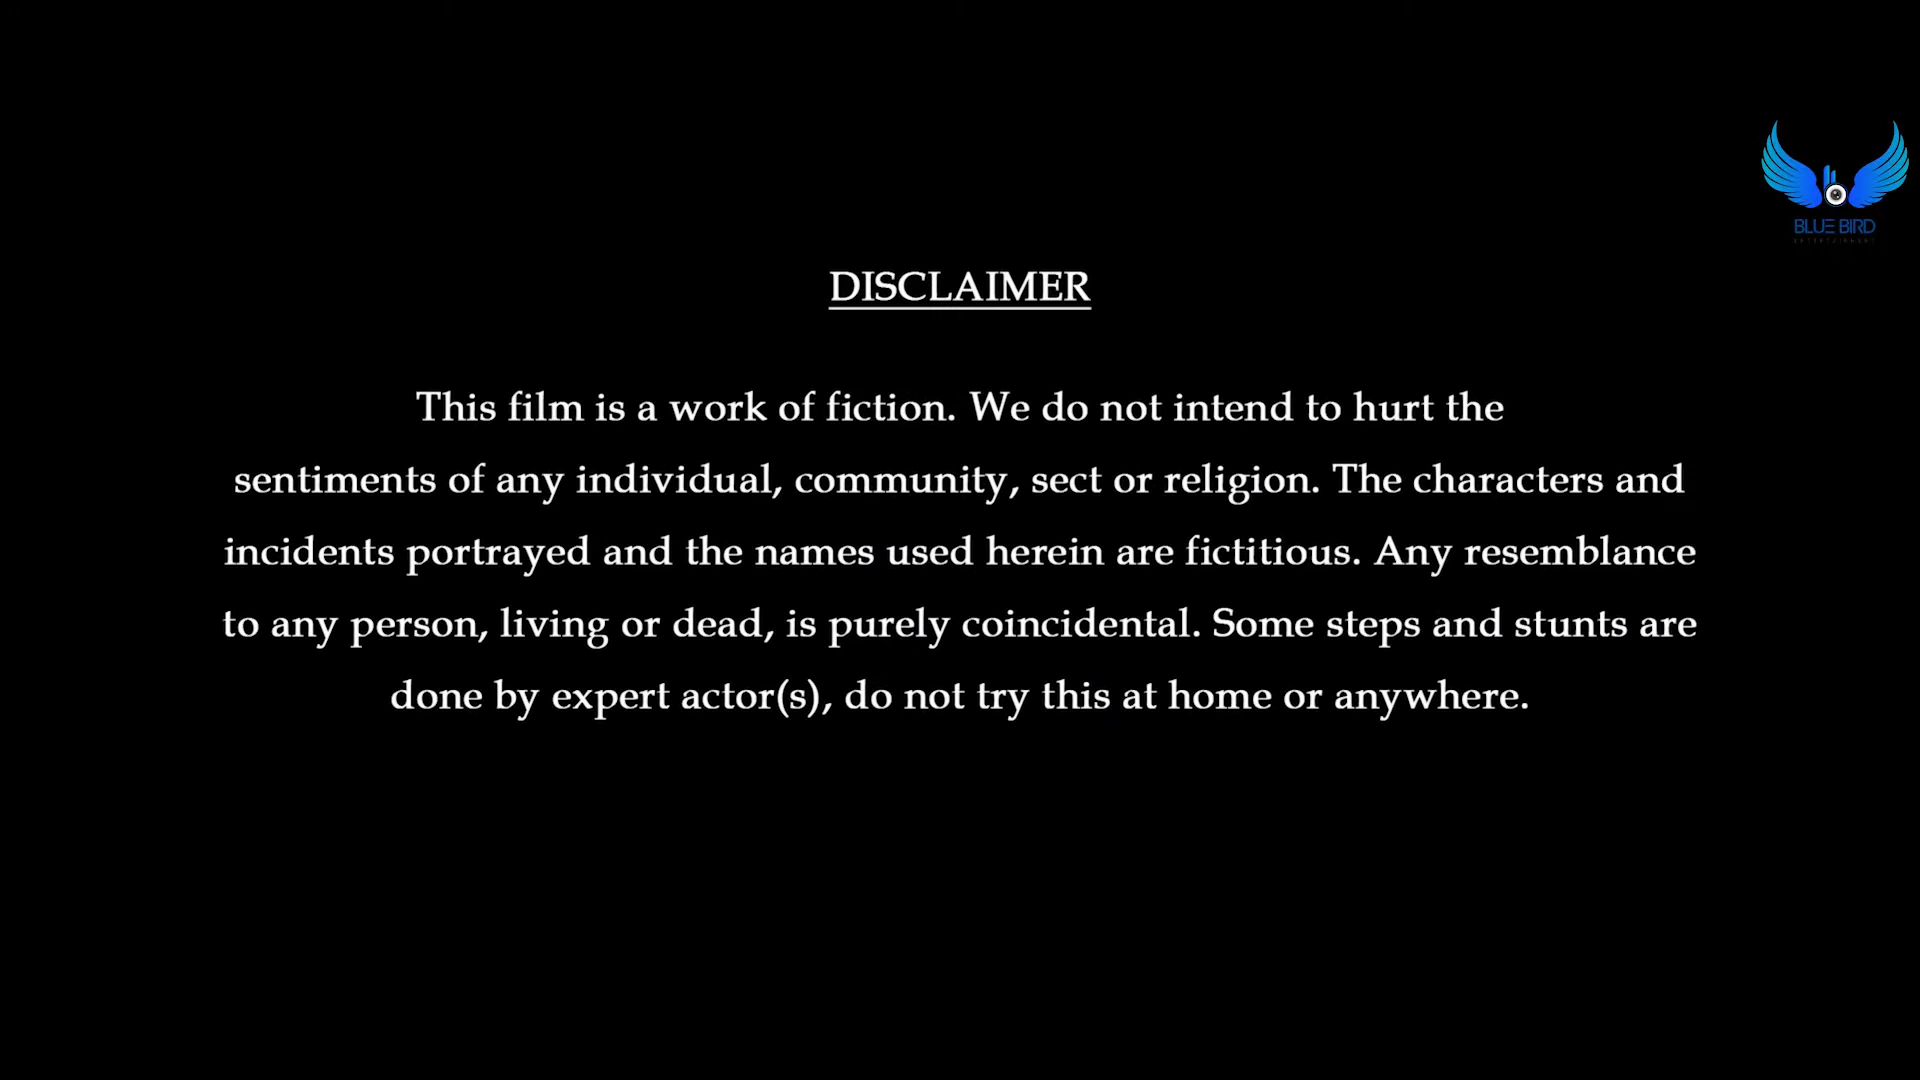 BLUE BIRD
ENTERTAINMENT
DISCLAIMER
This film is a work of fiction. We do not intend to hurt the
sentiments of any individual, community, sect or religion. The characters and
incidents portrayed and the names used herein are fictitious. Any resemblance
to any person, living or dead, is purely coincidental. Some steps and stunts are
done by expert actor(s), do not try this at home or anywhere.